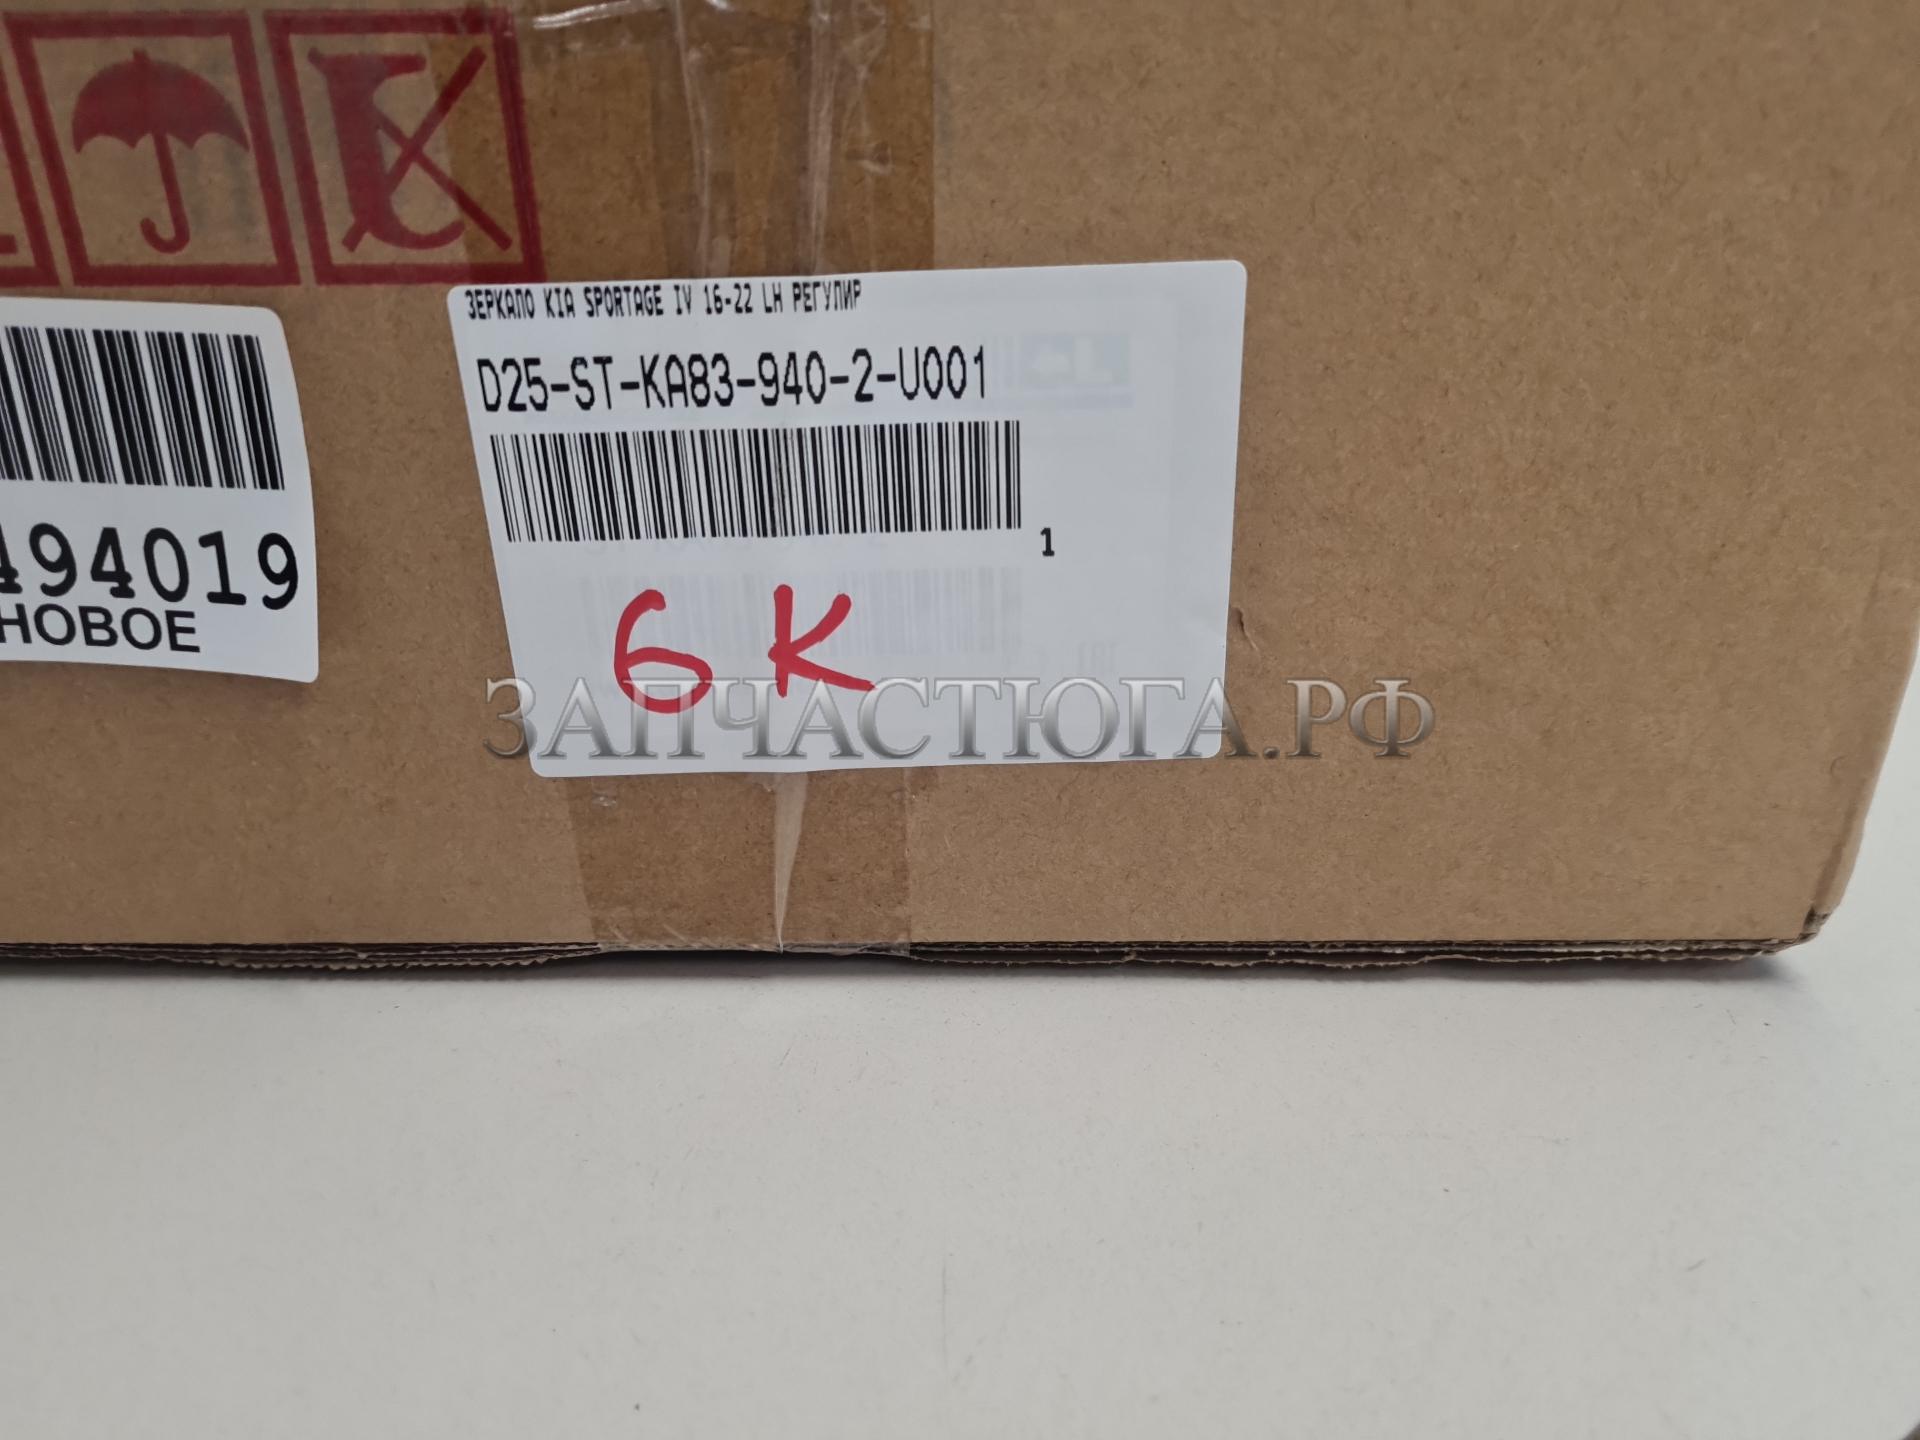 ЗЕРКАЛО KIA SPORTAGE IV 16-22 LH РЕГУЛИР
D25-ST-KA83-940-2-U001
1
6К
494019
НОВОЕ
ЗАПЧАСТЮГА.РФ